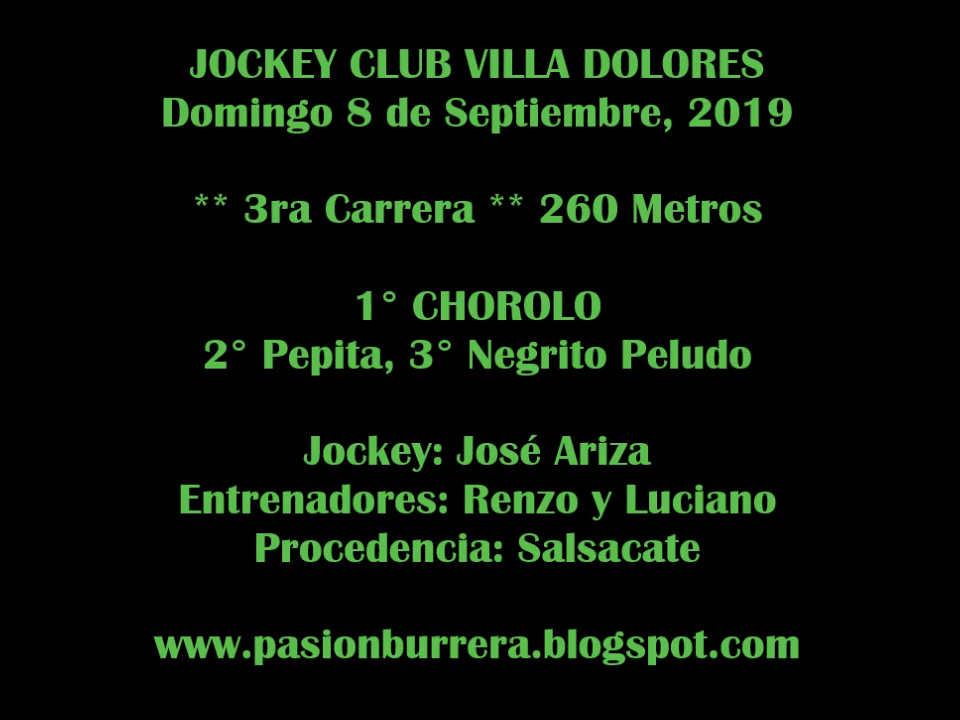 JOCKEY CLUB VILLA DOLORES
Domingo 8 de Septiembre, 2019
** 3ra Carrera ** 260 Metros
1° CHOROLO
2° Pepita, 3° Negrito Peludo
Jockey: José Ariza
Entrenadores: Renzo y Luciano
Procedencia: Salsacate
www.pasionburrera.blogspot.com